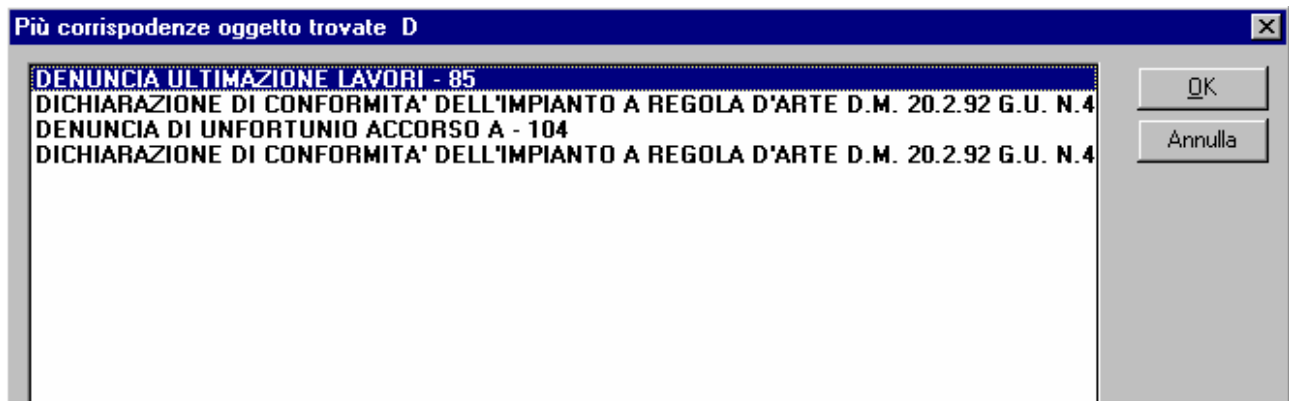 Più corrispodenze oggetto trovate D
DENUNCIA ULTIMAZIONE LAVORI - 85
DICHIARAZIONE DI CONFORMITA' DELL'IMPIANTO A REGOLA D'ARTE D.M. 20.2.92 G.U. N.4
DENUNCIA DI UNFORTUNIO ACCORSO A - 104
DICHIARAZIONE DI CONFORMITA' DELL'IMPIANTO A REGOLA D'ARTE D.M. 20.2.92 G.U. N.4
OK
Annulla